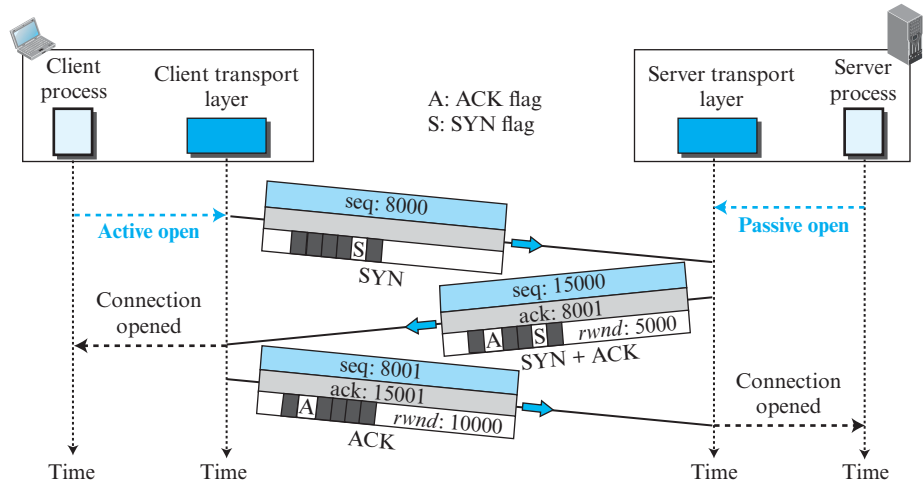 Client
process
Client transport
layer
A: ACK flag
S: SYN flag
Server transport
layer
Server
process
Active open
Passive open
seq: 8000
S
SYN
seq: 15000
ack: 8001
A
S
rwnd: 5000
SYN + ACK
Connection
opened
seq: 8001
ack: 15001
A
rwnd: 10000
ACK
Connection
opened
Time
Time
Time
Time